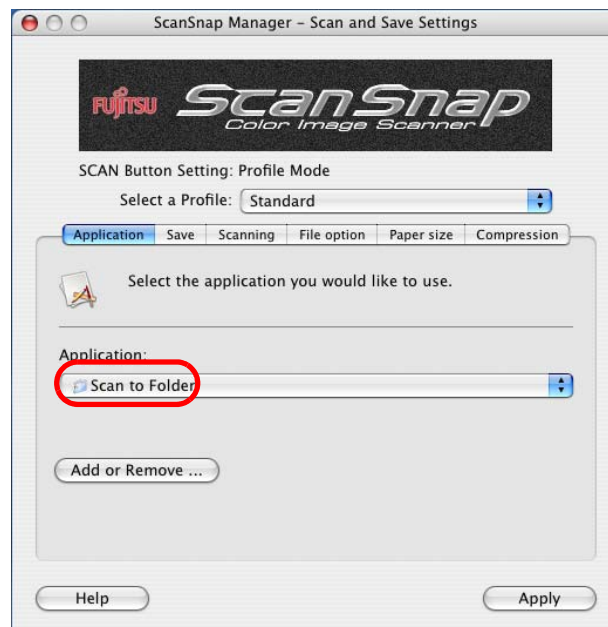 ScanSnap Manager – Scan and Save Settings
FUJITSU ScanSnap
Color Image Scanner
SCAN Button Setting: Profile Mode
Select a Profile: Standard
Application Save Scanning File option Paper size Compression
Select the application you would like to use.
Application:
Scan to Folder
Add or Remove ...
Help Apply